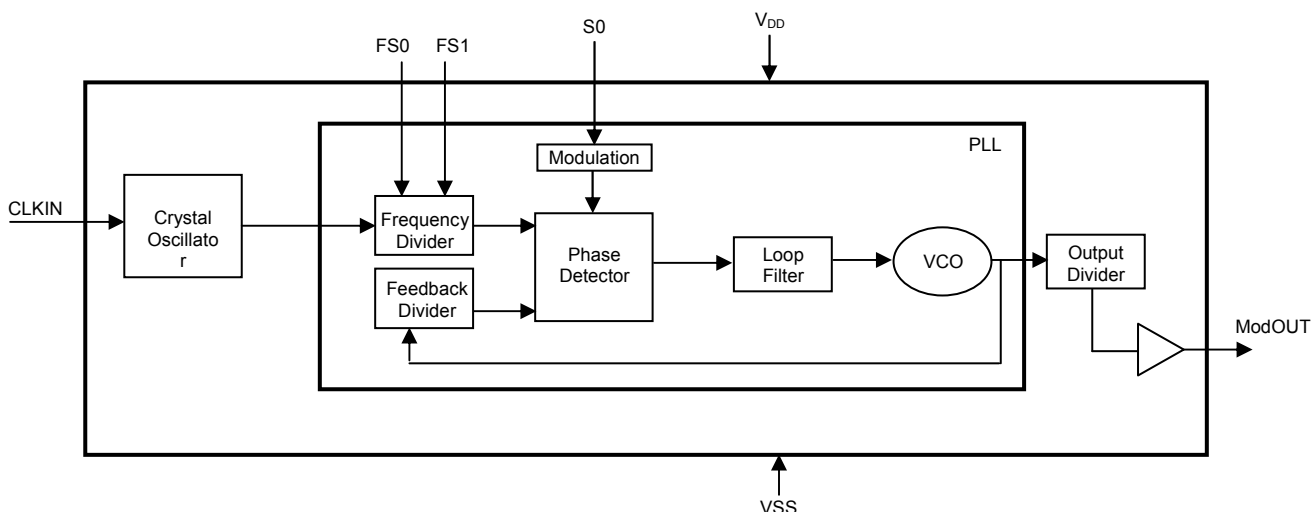 S0
V_DD
FS0
FS1
PLL
Modulation
CLKIN
Crystal
Oscillato
r
Frequency
Divider
Phase
Detector
Loop
Filter
VCO
Output
Divider
Feedback
Divider
ModOUT
VSS